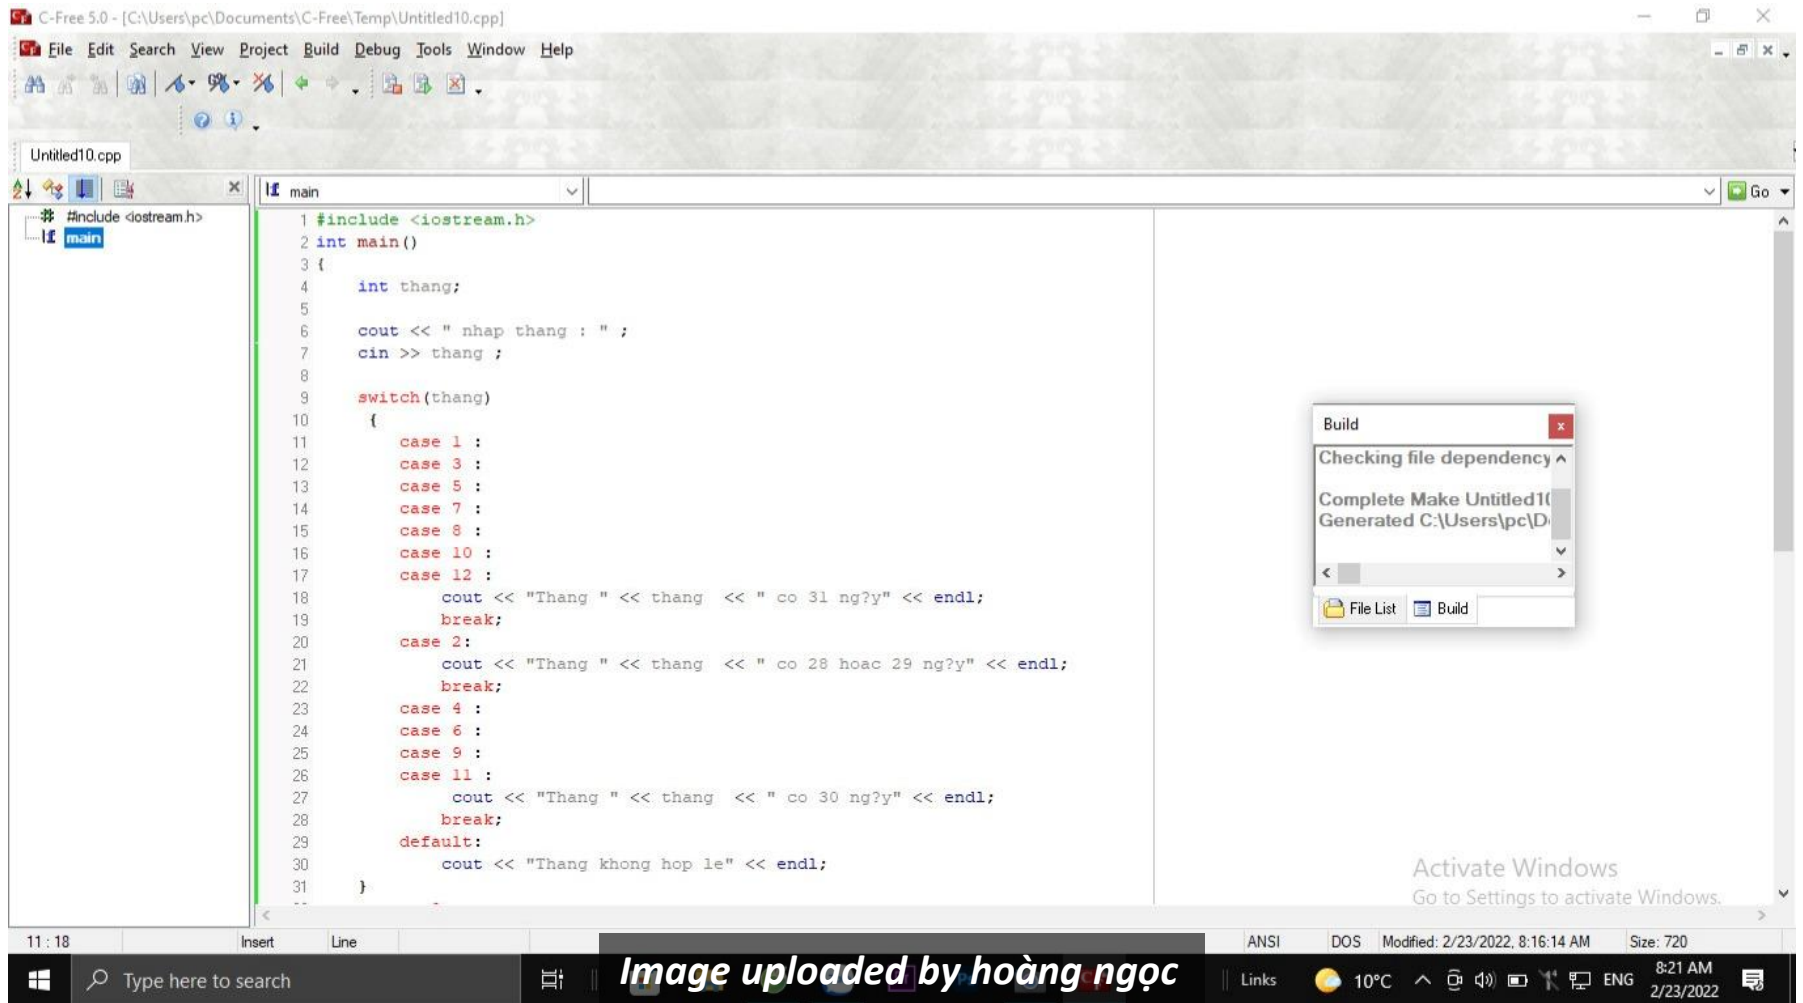 C-Free 5.0 - [C:\Users\pc\Documents\C-Free\Temp\Untitled10.cpp]
File Edit Search View Project Build Debug Tools Window Help
Untitled10.cpp
main
Go
#include <iostream.h>
main
1 #include <iostream.h>
2 int main()
3 {
4 int thang;
5
6 cout << " nhap thang : " ;
7 cin >> thang ;
8
9 switch(thang)
10 {
11 case 1 :
12 case 3 :
13 case 5 :
14 case 7 :
15 case 8 :
16 case 10 :
17 case 12 :
18 cout << "Thang " << thang << " co 31 ng?y" << endl;
19 break;
20 case 2:
21 cout << "Thang " << thang << " co 28 hoac 29 ng?y" << endl;
22 break;
23 case 4 :
24 case 6 :
25 case 9 :
26 case 11 :
27 cout << "Thang " << thang << " co 30 ng?y" << endl;
28 break;
29 default:
30 cout << "Thang khong hop le" << endl;
31 }
Build
Checking file dependency
Complete Make Untitled10
Generated C:\Users\pc\D
File List Build
Activate Windows
Go to Settings to activate Windows.
11 : 18 Insert Line ANSI DOS Modified: 2/23/2022, 8:16:14 AM Size: 720
Type here to search
Image uploaded by hoàng ngọc
Links 10°C ENG
8:21 AM
2/23/2022